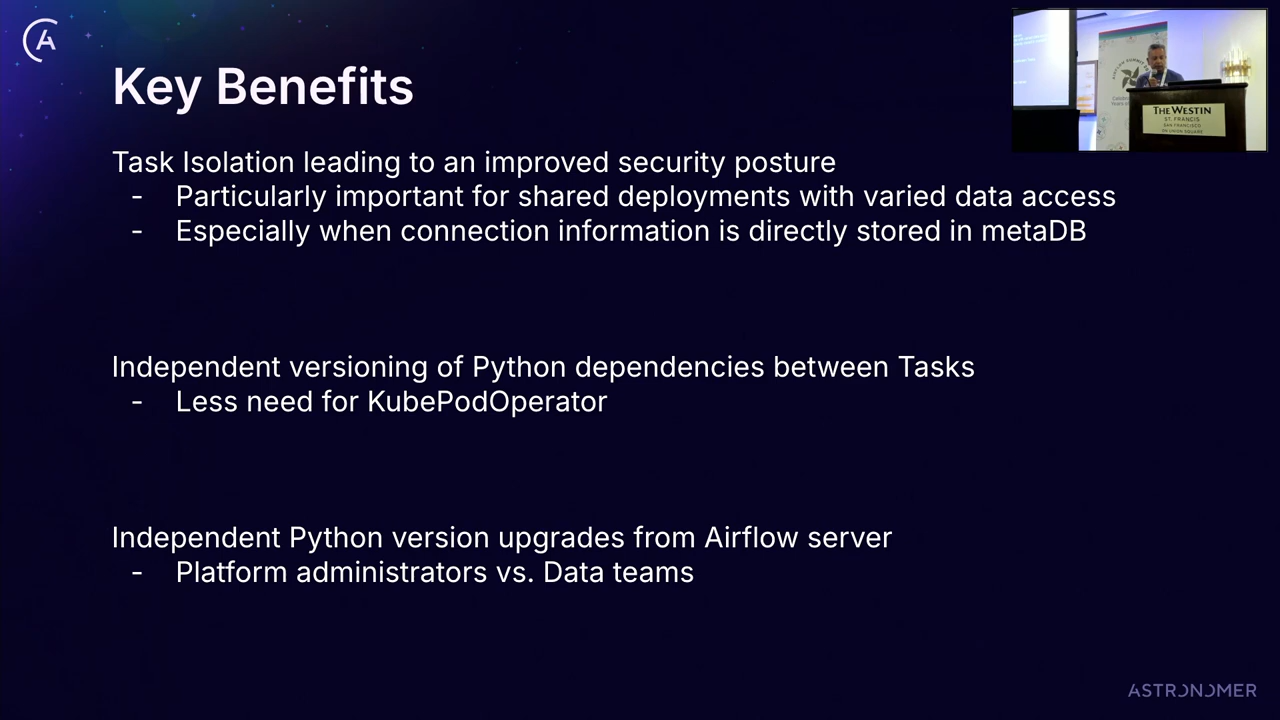 Key Benefits
Task Isolation leading to an improved security posture
- Particularly important for shared deployments with varied data access
- Especially when connection information is directly stored in metaDB
Independent versioning of Python dependencies between Tasks
- Less need for KubePodOperator
Independent Python version upgrades from Airflow server
- Platform administrators vs. Data teams
THE WESTIN
ST. FRANCIS
SAN FRANCISCO
ON UNION SQUARE
ASTRONOMER